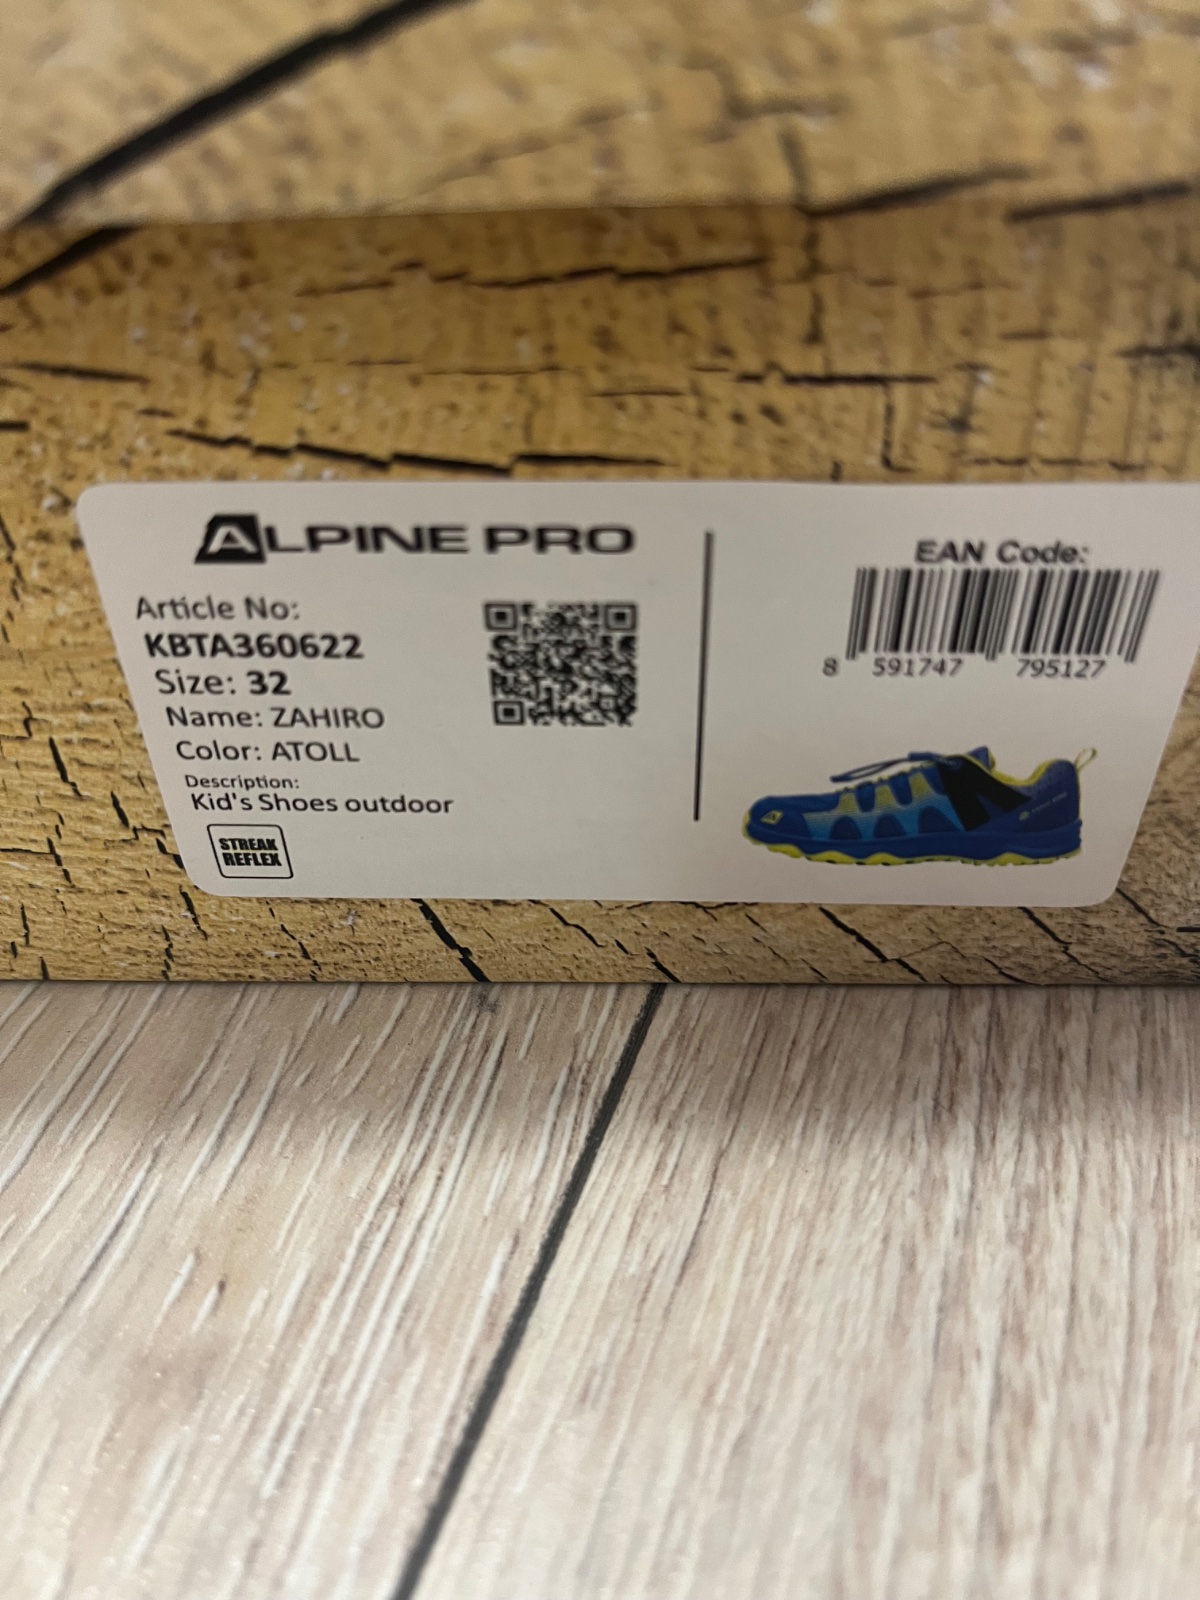 ALPINE PRO
Article No:
KBTA360622
Size: 32
Name: ZAHIRO
Color: ATOLL
Description:
Kid's Shoes outdoor
STREAK
REFLEX
EAN Code:
8 591747 795127